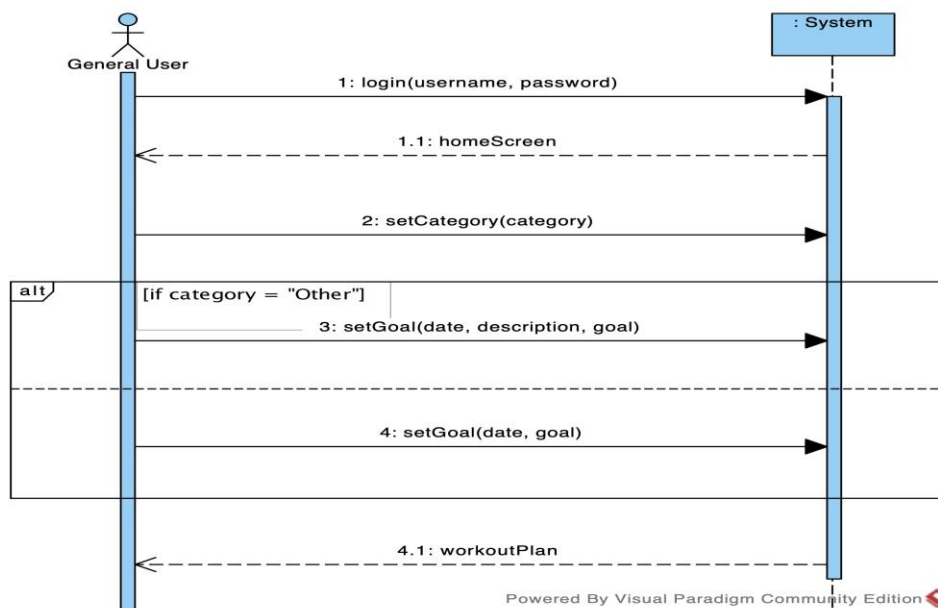 : System
General User
1: login(username, password)
1.1: homeScreen
2: setCategory(category)
alt
[if category = "Other"]
3: setGoal(date, description, goal)
4: setGoal(date, goal)
4.1: workoutPlan
Powered By Visual Paradigm Community Edition